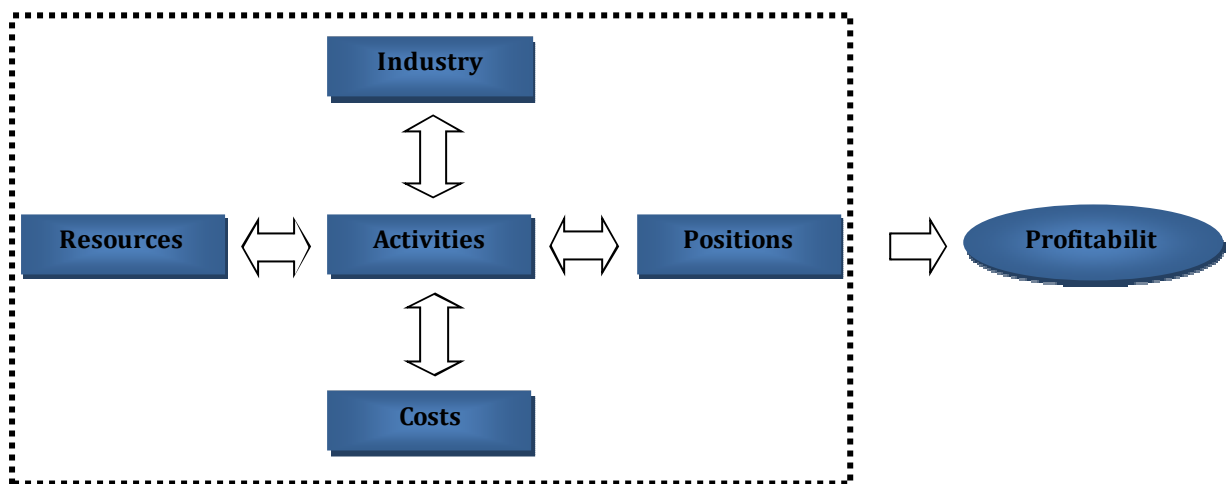 Industry
Resources
Activities
Positions
Profitabilit
Costs